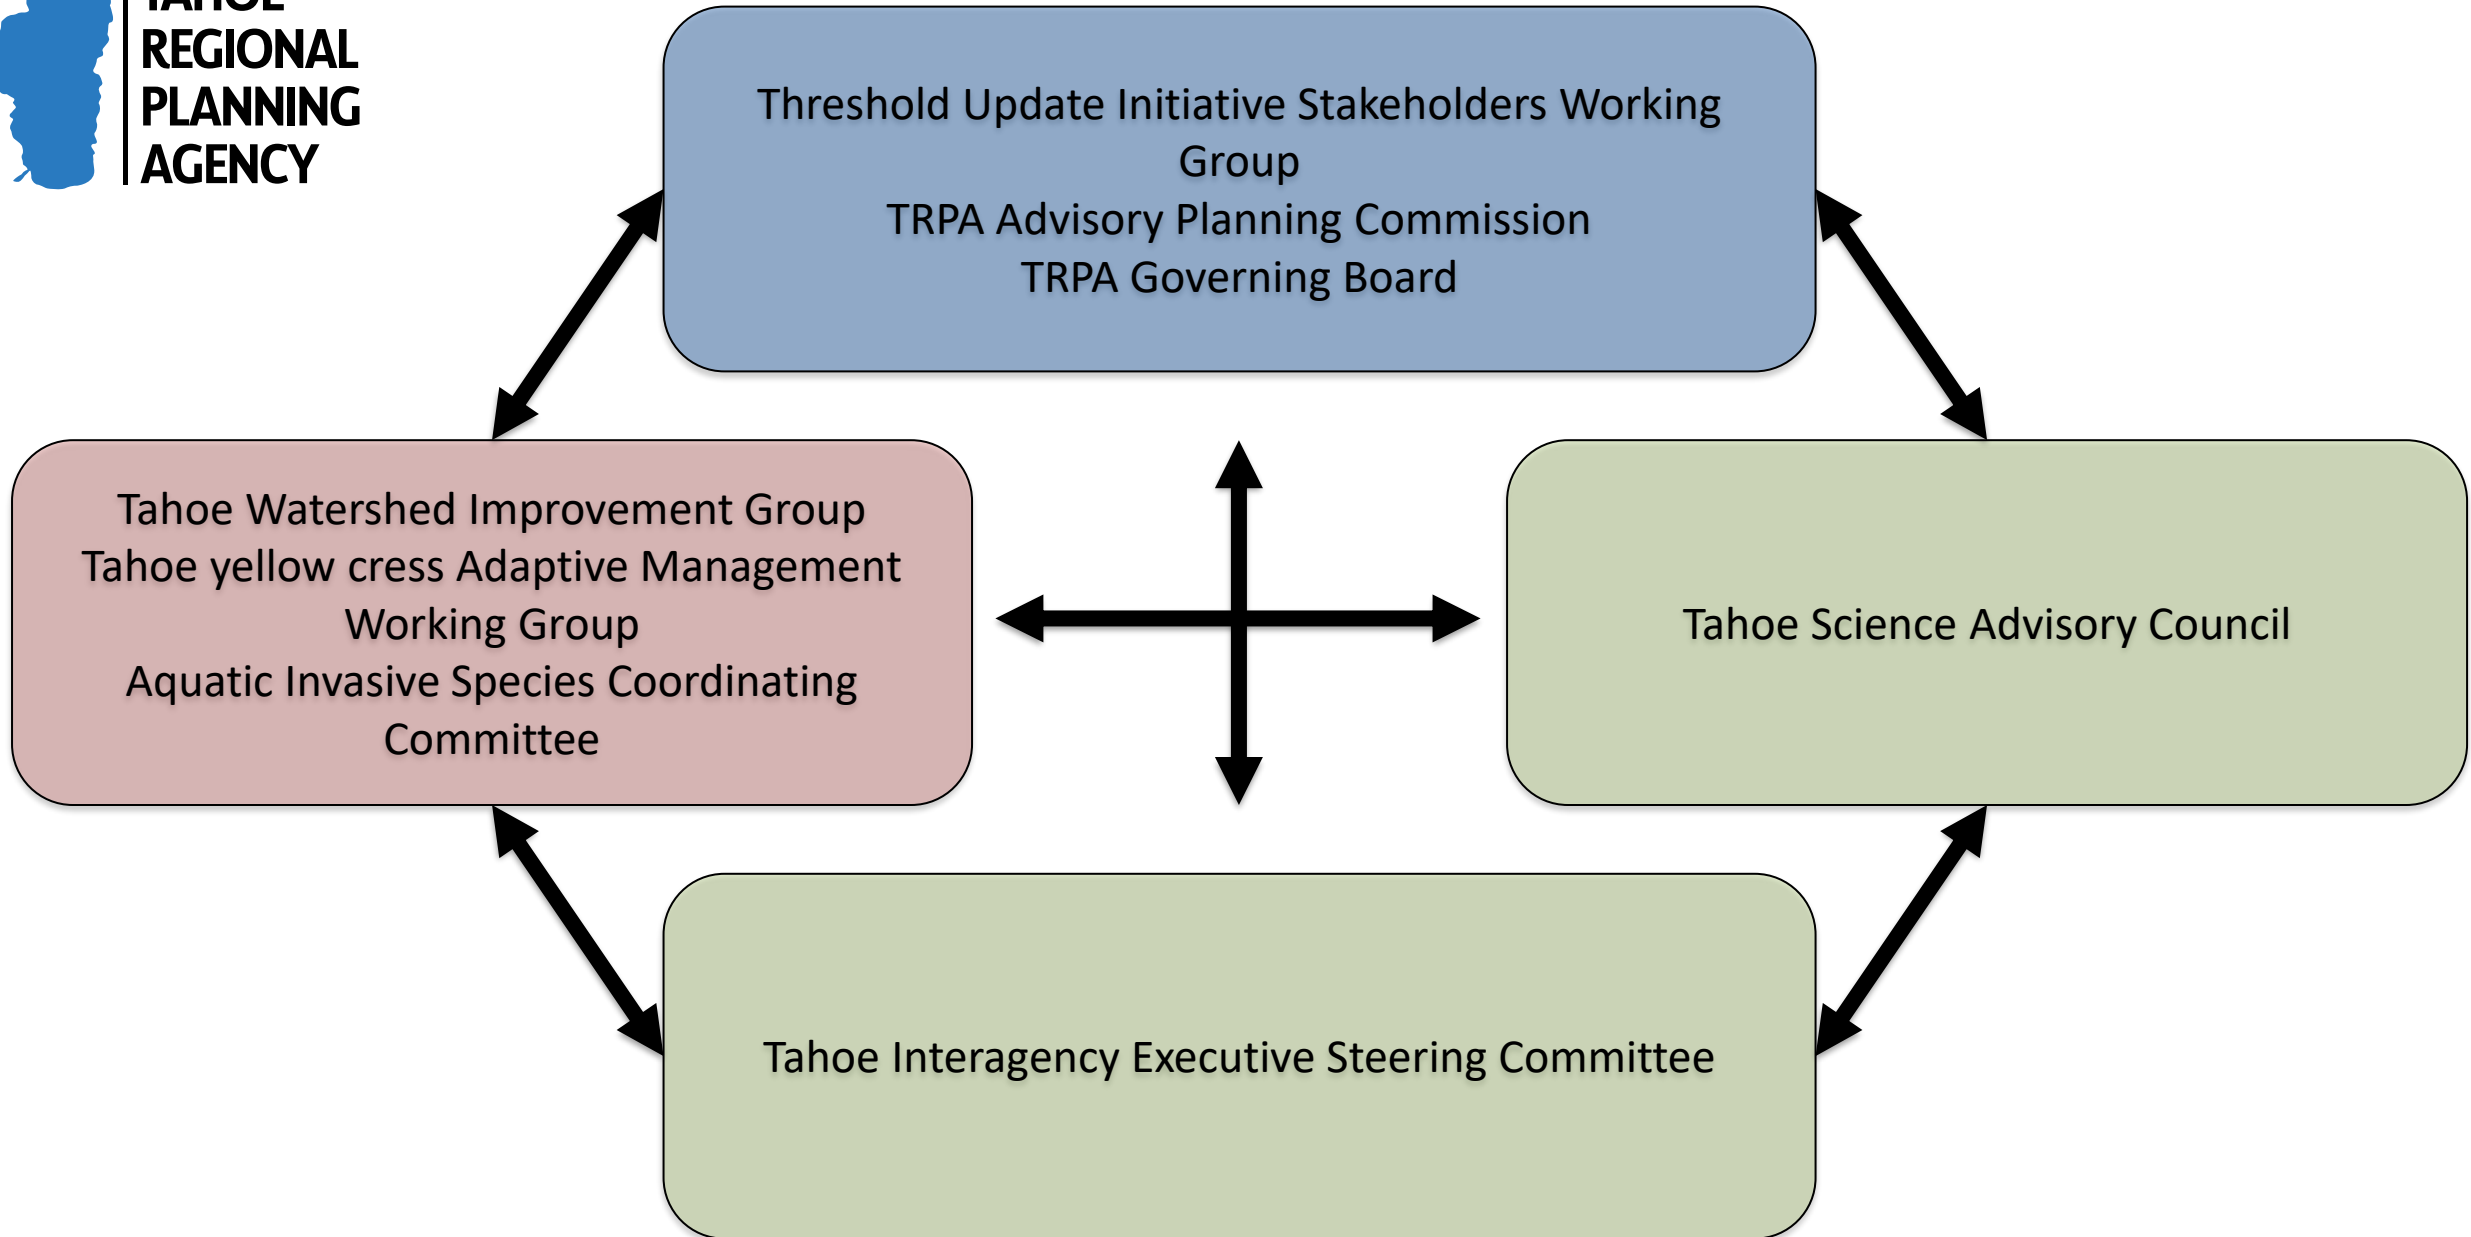 TAHOE
REGIONAL
PLANNING
AGENCY
Threshold Update Initiative Stakeholders Working
Group
TRPA Advisory Planning Commission
TRPA Governing Board
Tahoe Watershed Improvement Group
Tahoe yellow cress Adaptive Management
Working Group
Aquatic Invasive Species Coordinating
Committee
Tahoe Science Advisory Council
Tahoe Interagency Executive Steering Committee